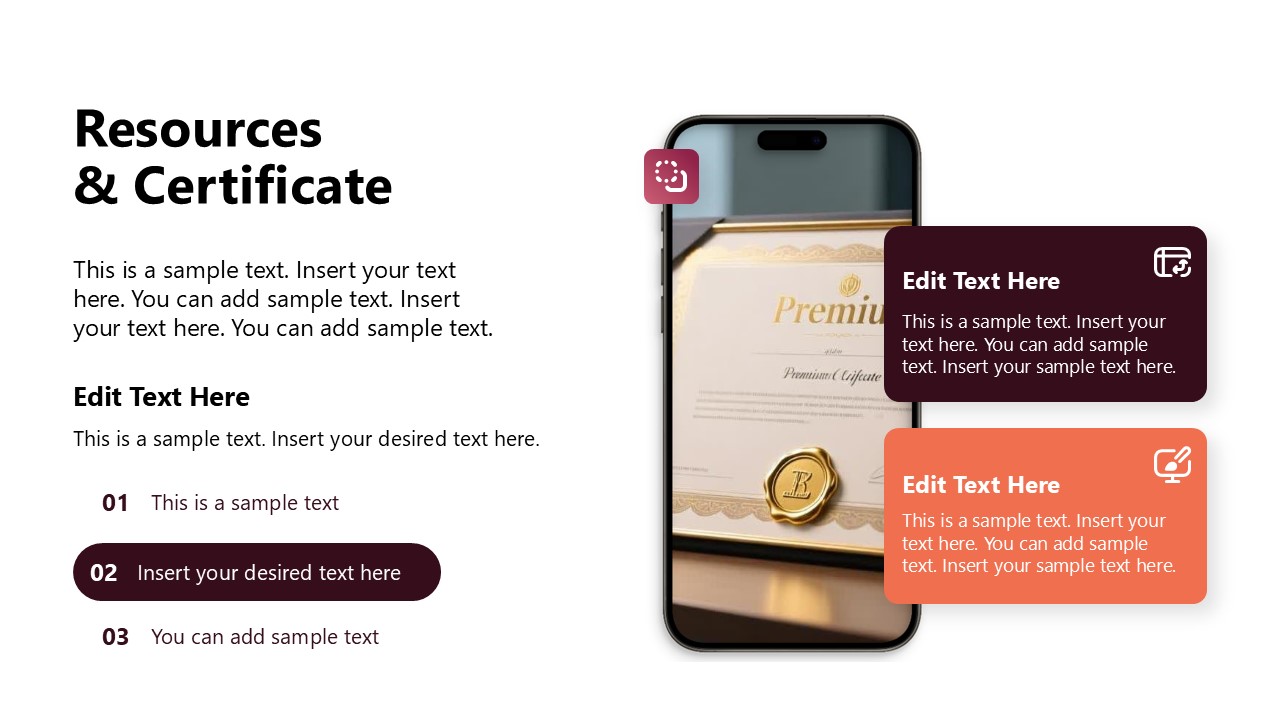 Resources
& Certificate
This is a sample text. Insert your text
here. You can add sample text. Insert
your text here. You can add sample text.
Edit Text Here
This is a sample text. Insert your desired text here.
01 This is a sample text
02 Insert your desired text here
03 You can add sample text
Premiu
Premium
Edit Text Here
This is a sample text. Insert your
text here. You can add sample
text. Insert your sample text here.
Edit Text Here
This is a sample text. Insert your
text here. You can add sample
text. Insert your sample text here.